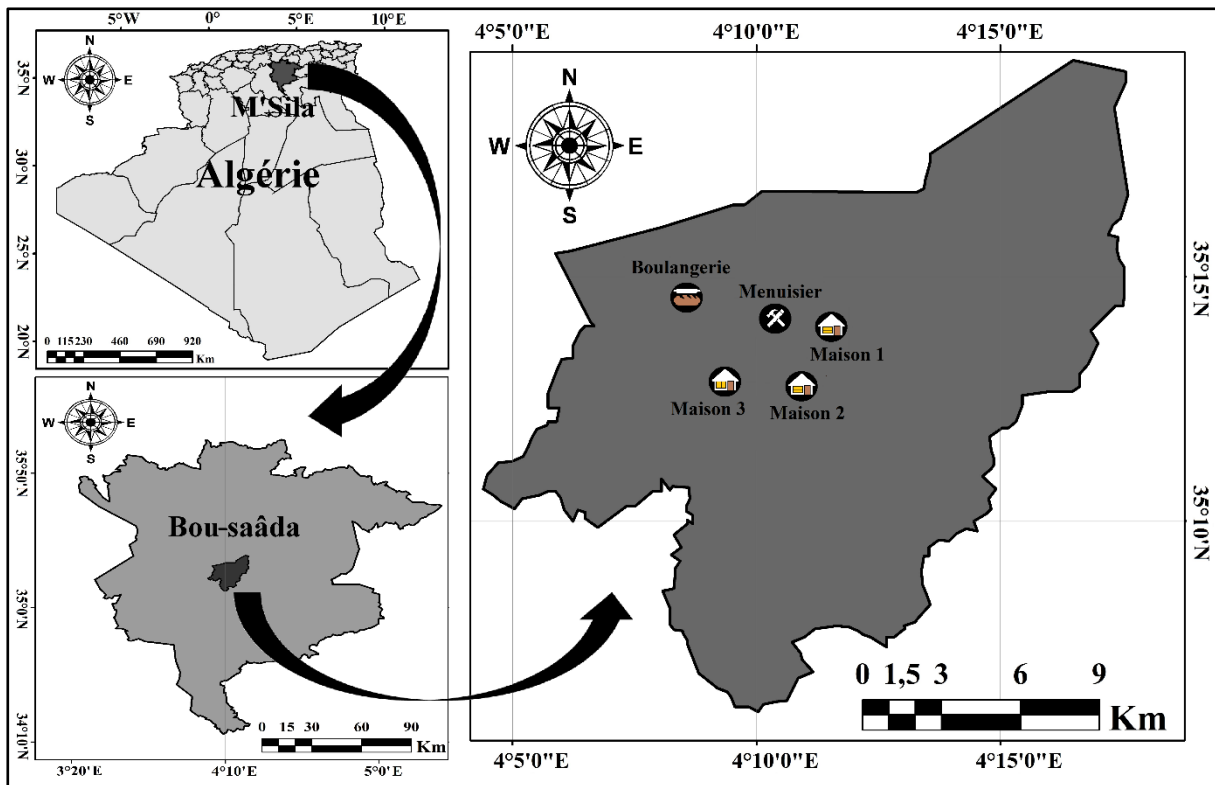 5°W 0° 5°E 10°E
35°N
30°N
25°N
20°N
N
W E
S
M'Sila
Algérie
0 115 230 460 690 920
Km
N
W E
S
35°50'N
35°0'N
34°10'N
Bou-saâda
0 15 30 60 90
Km
3°20'E 4°10'E 5°0'E
4°5'0"E 4°10'0"E 4°15'0"E
N
W E
S
35°15'N
35°10'N
Boulangerie
Menuisier
Maison 1
Maison 3
Maison 2
0 1,5 3 6 9
Km
4°5'0"E 4°10'0"E 4°15'0"E